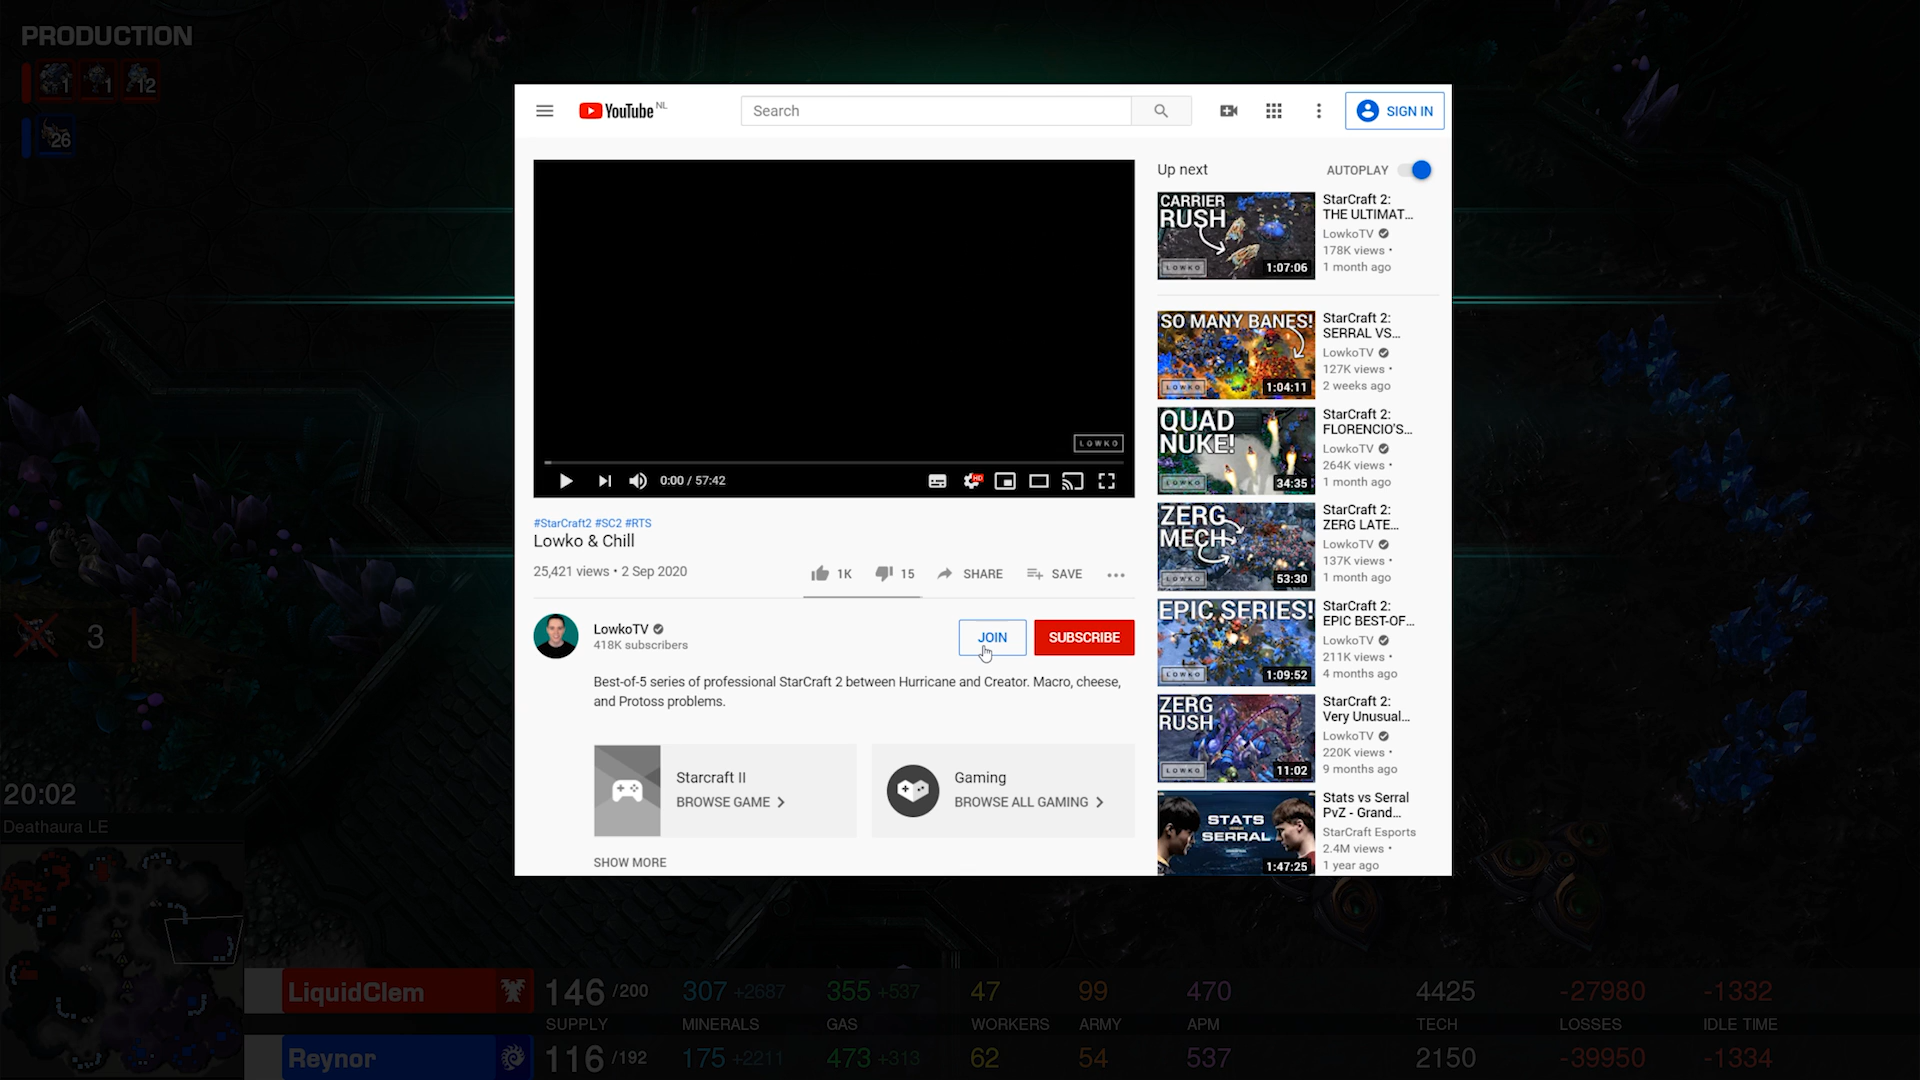 PRODUCTION
1 1 12
26
YouTube NL
Search
SIGN IN
LOWKO
0:00 / 57:42
HD
#StarCraft2 #SC2 #RTS
Lowko & Chill
25,421 views • 2 Sep 2020
1K 15 SHARE SAVE
LowkoTV
418K subscribers
JOIN
SUBSCRIBE
Best-of-5 series of professional StarCraft 2 between Hurricane and Creator. Macro, cheese,
and Protoss problems.
Starcraft II
BROWSE GAME
Gaming
BROWSE ALL GAMING
SHOW MORE
Up next
AUTOPLAY
CARRIER
RUSH
LOWKO
1:07:06
StarCraft 2:
THE ULTIMAT...
LowkoTV
178K views •
1 month ago
SO MANY BANES!
LOWKO
1:04:11
StarCraft 2:
SERRAL VS...
LowkoTV
127K views •
2 weeks ago
QUAD
NUKE!
LOWKO
34:35
StarCraft 2:
FLORENCIO'S...
LowkoTV
264K views •
1 month ago
ZERG
MECH
LOWKO
53:30
StarCraft 2:
ZERG LATE...
LowkoTV
137K views •
1 month ago
EPIC SERIES!
LOWKO
1:09:52
StarCraft 2:
EPIC BEST-OF...
LowkoTV
211K views •
4 months ago
ZERG
RUSH
LOWKO
11:02
StarCraft 2:
Very Unusual...
LowkoTV
220K views •
9 months ago
STATS
SERRAL
1:47:25
Stats vs Serral
PvZ - Grand...
StarCraft Esports
2.4M views •
1 year ago
3
20:02
Deathaura LE
LiquidClem 146 /200 307 +2687 355 +537 47 99 470 4425 -27980 -1332
SUPPLY MINERALS GAS WORKERS ARMY APM TECH LOSSES IDLE TIME
Reynor 116 /192 175 +2211 473 +313 62 54 537 2150 -39950 -1334